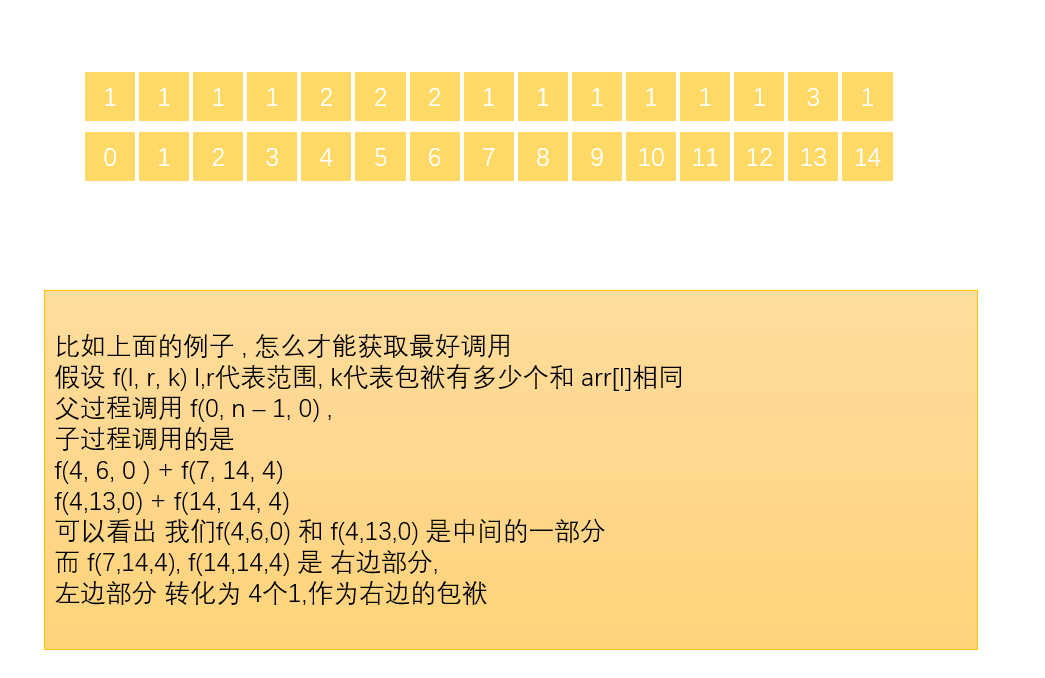 1 1 1 1 2 2 2 1 1 1 1 1 1 3 1
0 1 2 3 4 5 6 7 8 9 10 11 12 13 14
比如上面的例子 , 怎么才能获取最好调用
假设 f(l, r, k) l,r代表范围, k代表包袱有多少个和 arr[l]相同
父过程调用 f(0, n – 1, 0) ,
子过程调用的是
f(4, 6, 0 ) + f(7, 14, 4)
f(4,13,0) + f(14, 14, 4)
可以看出 我们f(4,6,0) 和 f(4,13,0) 是中间的一部分
而 f(7,14,4), f(14,14,4) 是 右边部分,
左边部分 转化为 4个1,作为右边的包袱